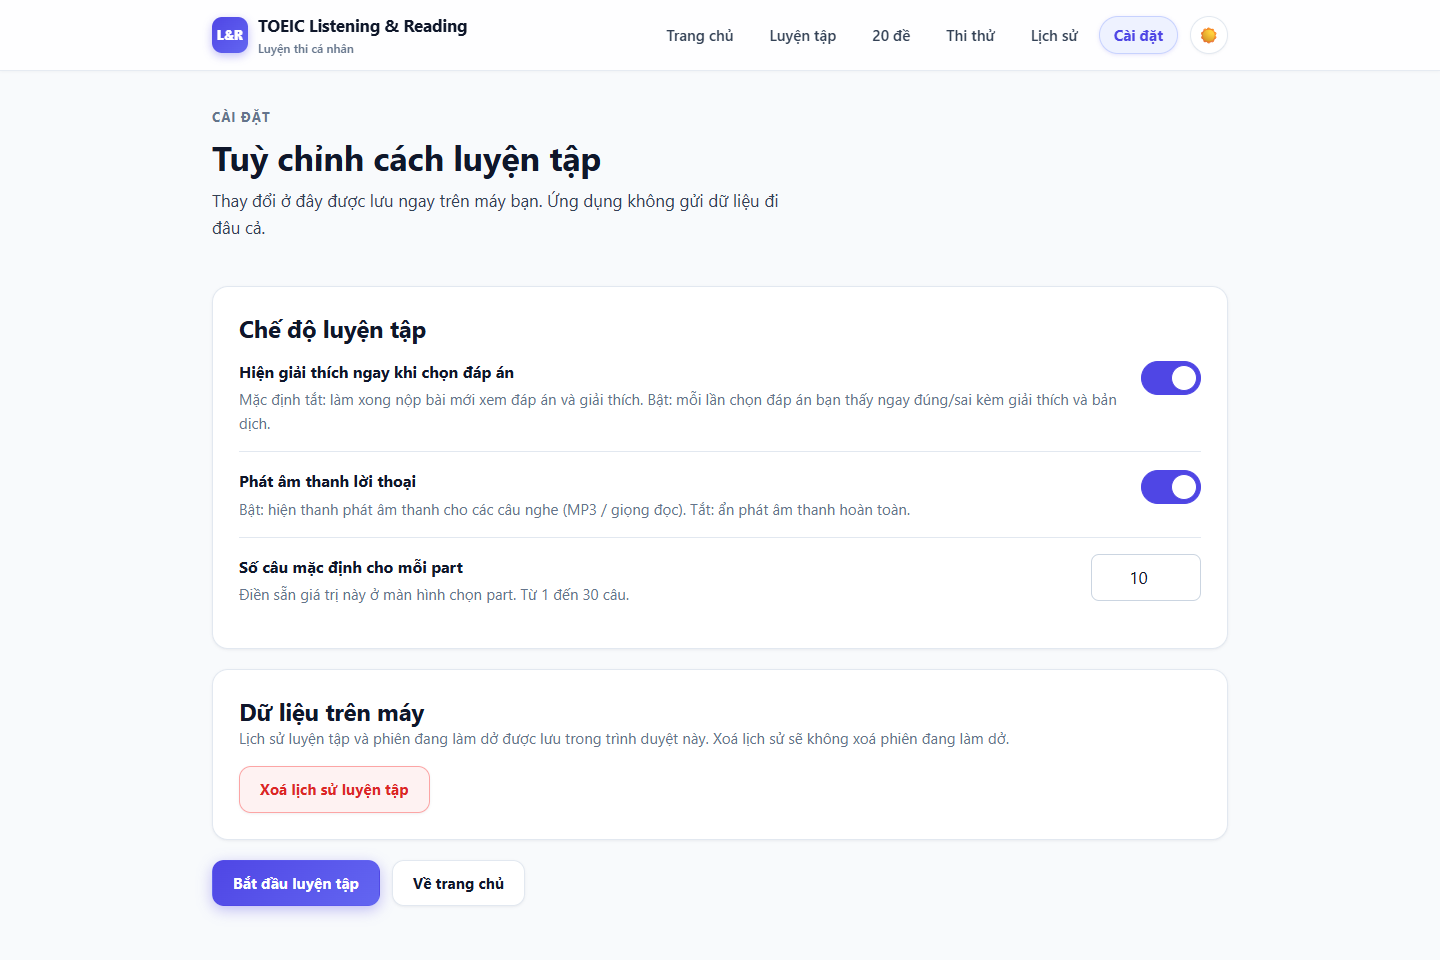 L&R
TOEIC Listening & Reading
Luyện thi cá nhân
Trang chủ
Luyện tập
20 đề
Thi thử
Lịch sử
Cài đặt
CÀI ĐẶT
Tuỳ chỉnh cách luyện tập
Thay đổi ở đây được lưu ngay trên máy bạn. Ứng dụng không gửi dữ liệu đi
đâu cả.
Chế độ luyện tập
Hiện giải thích ngay khi chọn đáp án
Mặc định tắt: làm xong nộp bài mới xem đáp án và giải thích. Bật: mỗi lần chọn đáp án bạn thấy ngay đúng/sai kèm giải thích và bản
dịch.
Phát âm thanh lời thoại
Bật: hiện thanh phát âm thanh cho các câu nghe (MP3 / giọng đọc). Tắt: ẩn phát âm thanh hoàn toàn.
Số câu mặc định cho mỗi part
10
Điền sẵn giá trị này ở màn hình chọn part. Từ 1 đến 30 câu.
Dữ liệu trên máy
Lịch sử luyện tập và phiên đang làm dở được lưu trong trình duyệt này. Xoá lịch sử sẽ không xoá phiên đang làm dở.
Xoá lịch sử luyện tập
Bắt đầu luyện tập
Về trang chủ